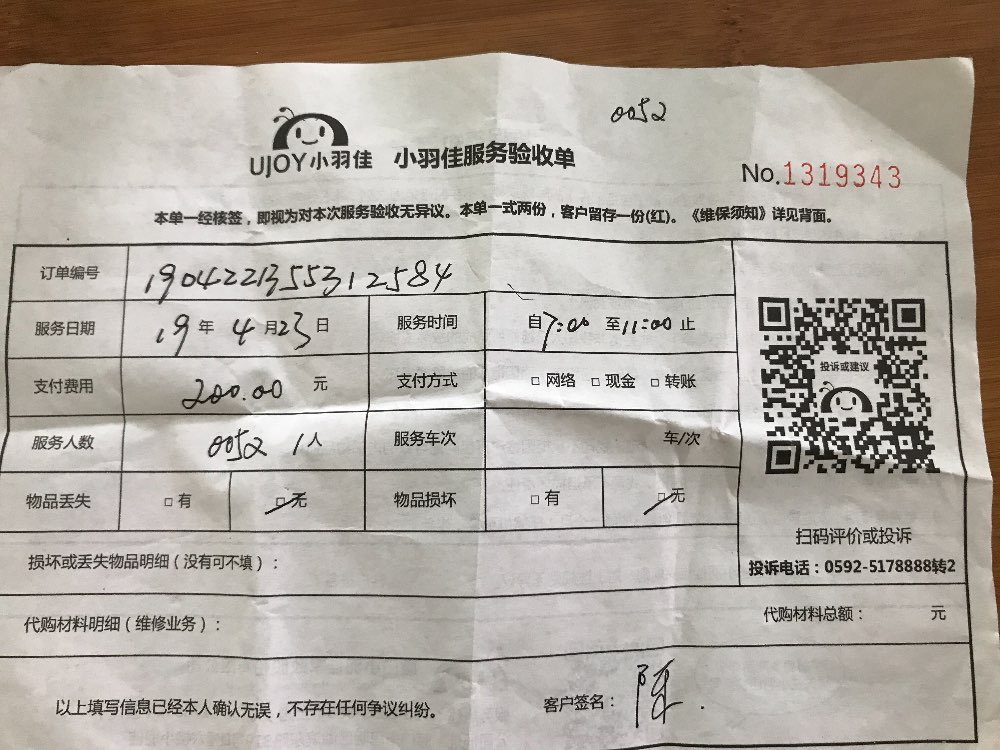 0052
UJOY小羽佳 小羽佳服务验收单
No.1319343
本单一经核签，即视为对本次服务验收无异议。本单一式两份，客户留存一份(红)。《维保须知》详见背面。
订单编号 1904221355312584
服务日期 19年4月23日 服务时间 自7:00至11:00止
投诉或建议
支付费用 200.00 元 支付方式 □ 网络 □ 现金 □ 转账
服务人数 0052 1人 服务车次 车/次
物品丢失 □ 有 □ 无 物品损坏 □ 有 □ 无
扫码评价或投诉
投诉电话：0592-5178888转2
损坏或丢失物品明细（没有可不填）：
代购材料明细（维修业务）： 代购材料总额： 元
以上填写信息已经本人确认无误，不存在任何争议纠纷。 客户签名：陈.